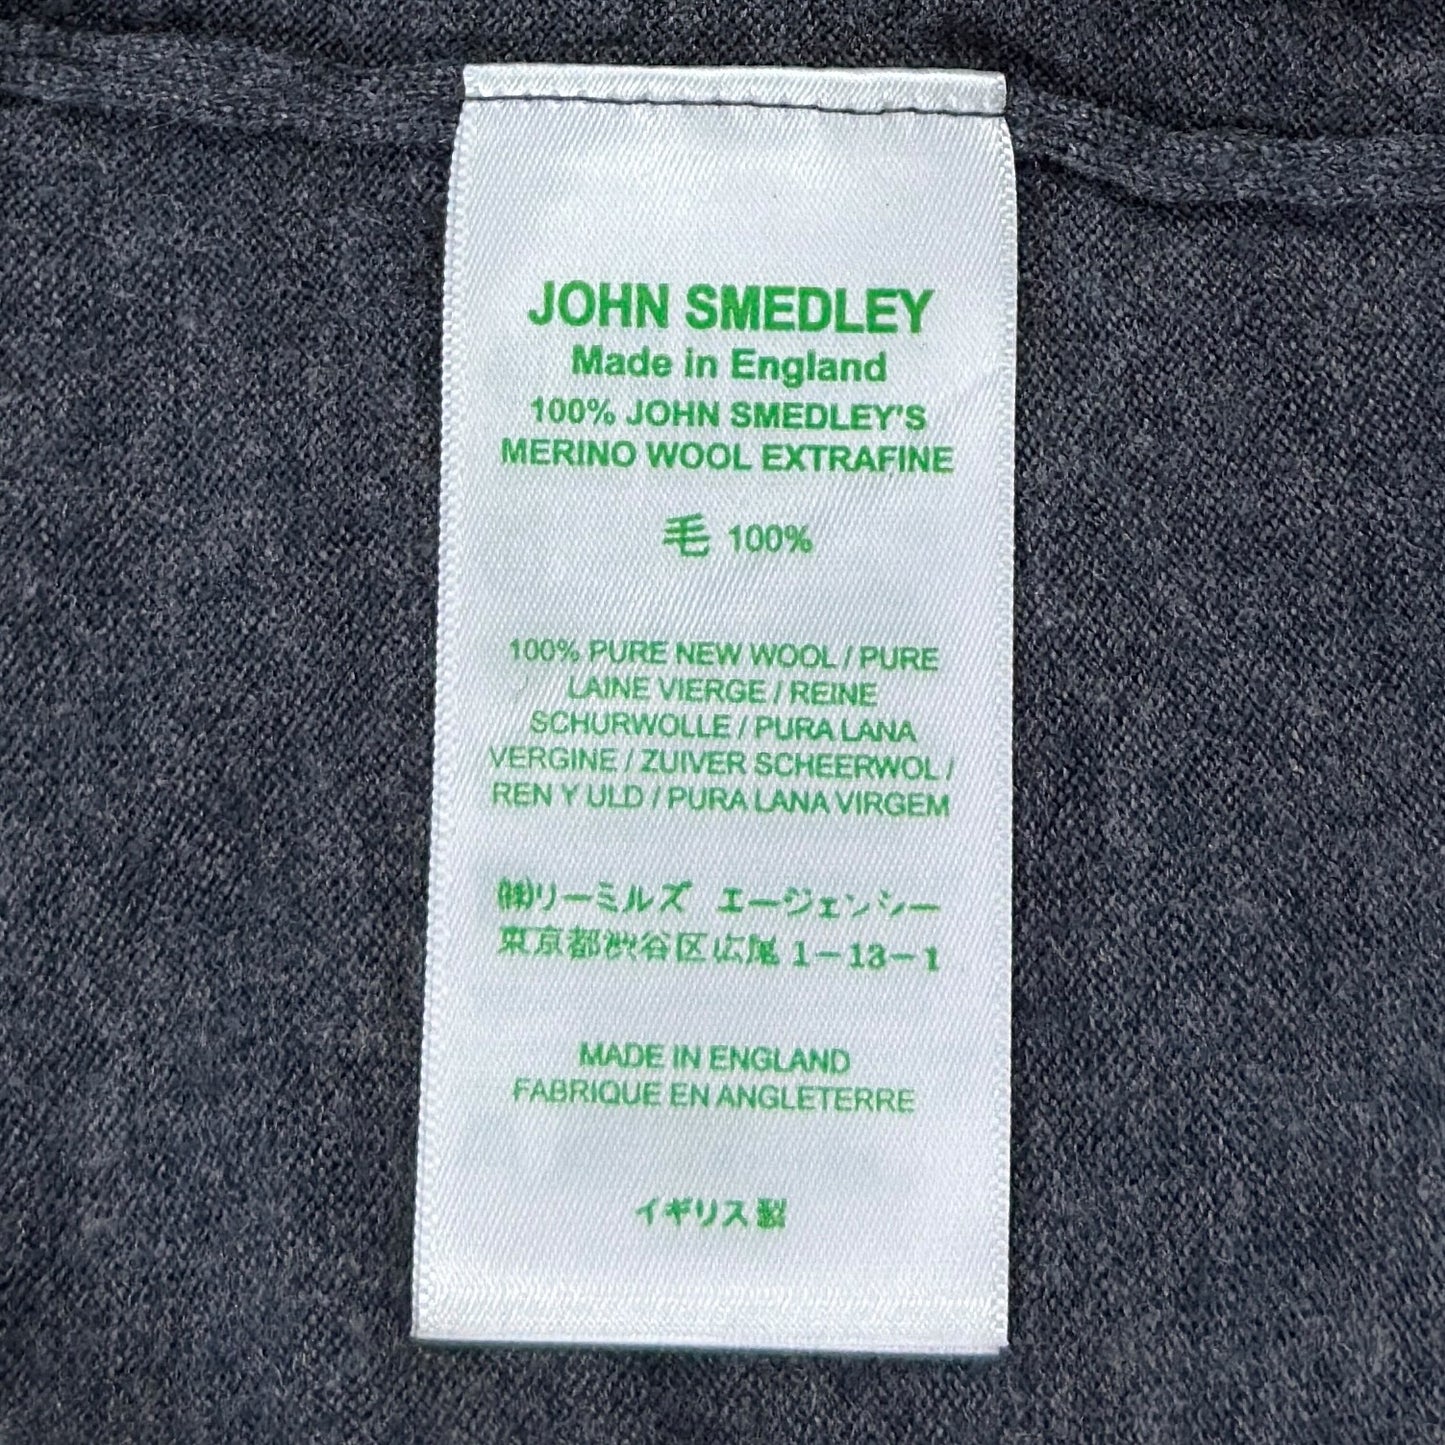 JOHN SMEDLEY
Made in England
100% JOHN SMEDLEY'S
MERINO WOOL EXTRAFINE
毛 100%
100% PURE NEW WOOL / PURE
LAINE VIERGE / REINE
SCHURWOLLE / PURA LANA
VERGINE / ZUIVER SCHEERWOL /
REN Y ULD / PURA LANA VIRGEM
㈱リーミルズ エージェンシー
東京都渋谷区広尾 1－13－1
MADE IN ENGLAND
FABRIQUE EN ANGLETERRE
イギリス製